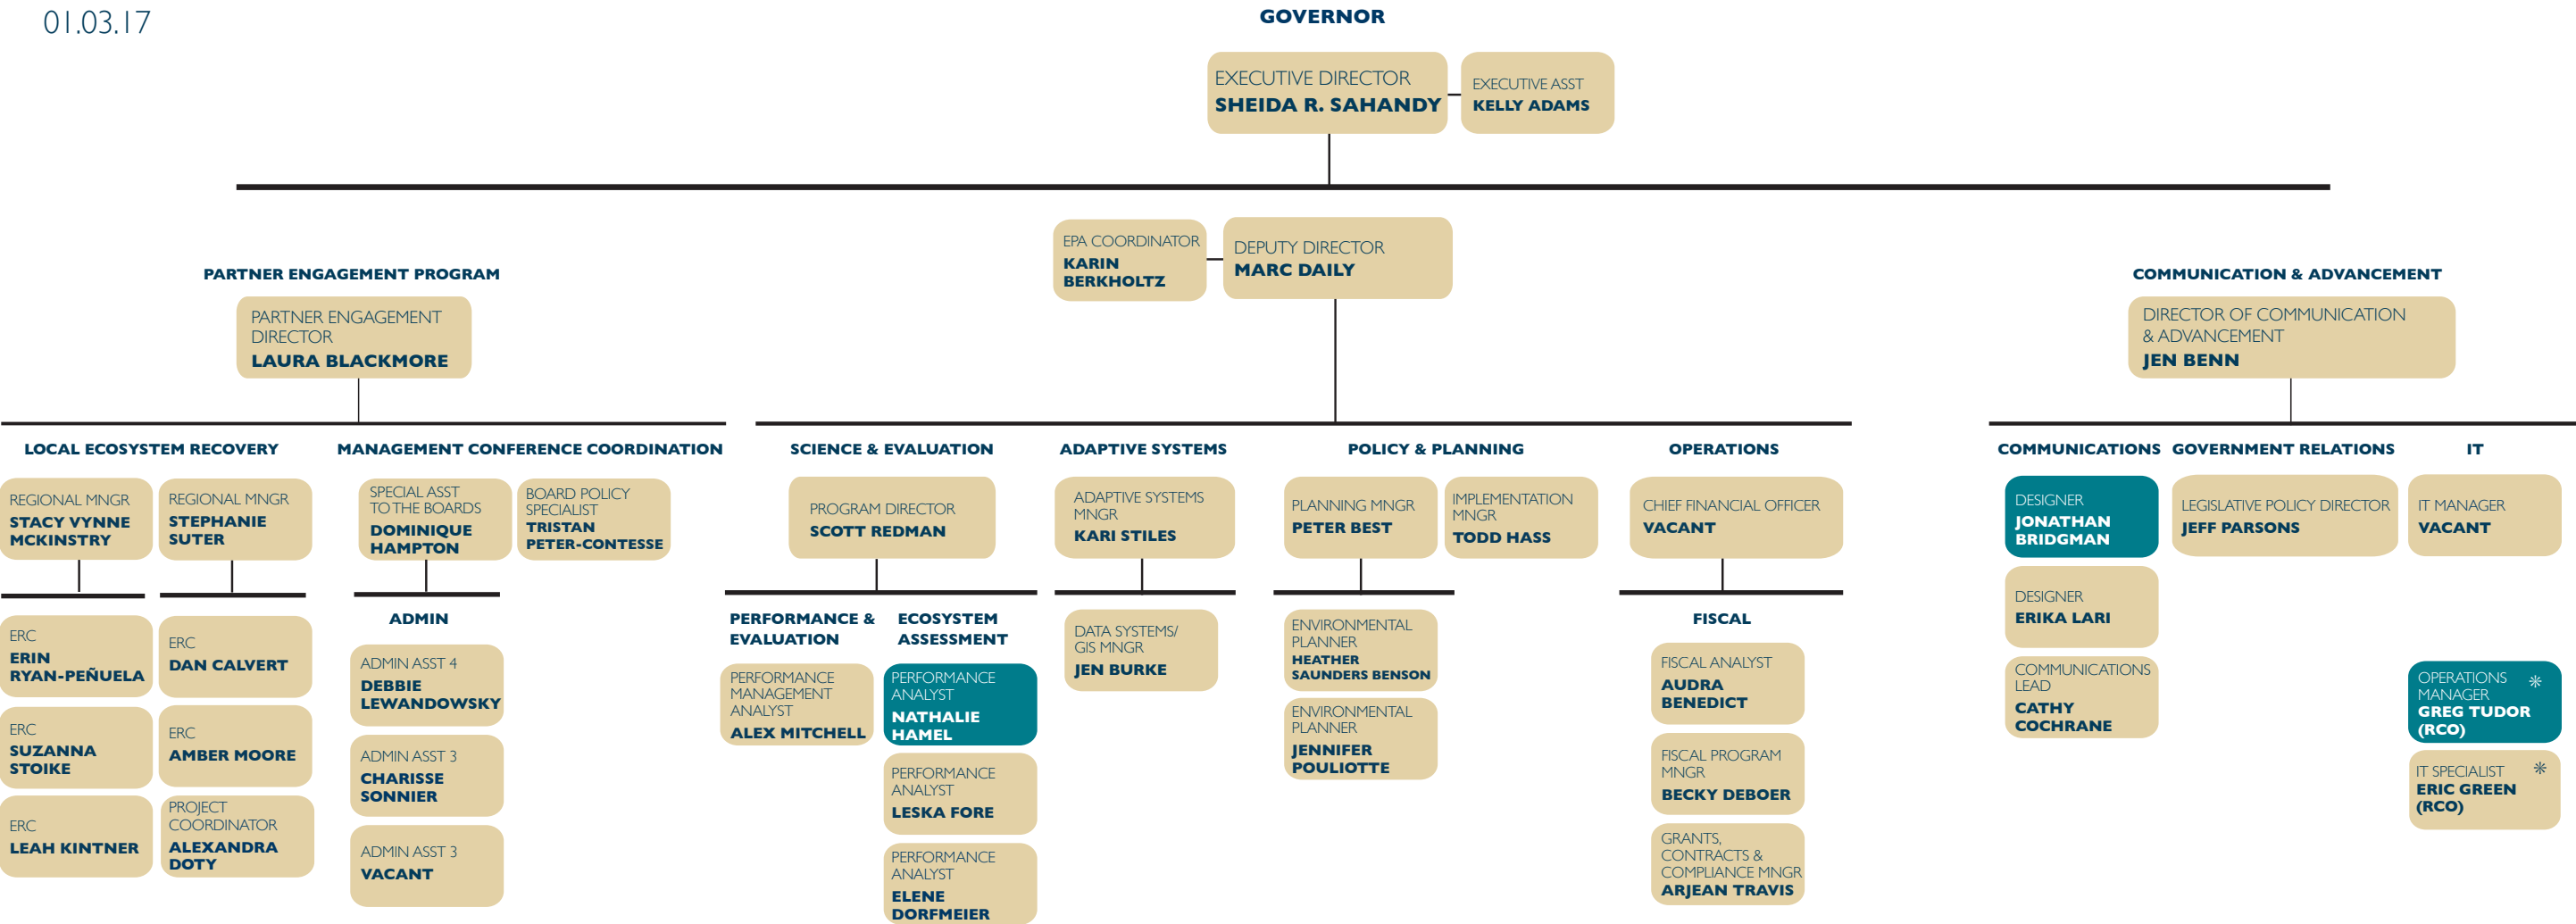 01.03.17
GOVERNOR
EXECUTIVE DIRECTOR
SHEIDA R. SAHANDY
EXECUTIVE ASST
KELLY ADAMS
EPA COORDINATOR
KARIN
BERKHOLTZ
DEPUTY DIRECTOR
MARC DAILY
PARTNER ENGAGEMENT PROGRAM
PARTNER ENGAGEMENT
DIRECTOR
LAURA BLACKMORE
COMMUNICATION & ADVANCEMENT
DIRECTOR OF COMMUNICATION
& ADVANCEMENT
JEN BENN
LOCAL ECOSYSTEM RECOVERY
REGIONAL MNGR
STACY VYNNE
MCKINSTRY
ERC
ERIN
RYAN-PEÑUELA
ERC
SUZANNA
STOIKE
ERC
LEAH KINTNER
REGIONAL MNGR
STEPHANIE
SUTER
ERC
DAN CALVERT
ERC
AMBER MOORE
PROJECT
COORDINATOR
ALEXANDRA
DOTY
MANAGEMENT CONFERENCE COORDINATION
SPECIAL ASST
TO THE BOARDS
DOMINIQUE
HAMPTON
BOARD POLICY
SPECIALIST
TRISTAN
PETER-CONTESSE
ADMIN
ADMIN ASST 4
DEBBIE
LEWANDOWSKY
ADMIN ASST 3
CHARISSE
SONNIER
ADMIN ASST 3
VACANT
SCIENCE & EVALUATION
PROGRAM DIRECTOR
SCOTT REDMAN
PERFORMANCE &
EVALUATION
PERFORMANCE
MANAGEMENT
ANALYST
ALEX MITCHELL
ECOSYSTEM
ASSESSMENT
PERFORMANCE
ANALYST
NATHALIE
HAMEL
PERFORMANCE
ANALYST
LESKA FORE
PERFORMANCE
ANALYST
ELENE
DORFMEIER
ADAPTIVE SYSTEMS
ADAPTIVE SYSTEMS
MNGR
KARI STILES
DATA SYSTEMS/
GIS MNGR
JEN BURKE
POLICY & PLANNING
PLANNING MNGR
PETER BEST
IMPLEMENTATION
MNGR
TODD HASS
ENVIRONMENTAL
PLANNER
HEATHER
SAUNDERS BENSON
ENVIRONMENTAL
PLANNER
JENNIFER
POULIOTTE
OPERATIONS
CHIEF FINANCIAL OFFICER
VACANT
FISCAL
FISCAL ANALYST
AUDRA
BENEDICT
FISCAL PROGRAM
MNGR
BECKY DEBOER
GRANTS,
CONTRACTS &
COMPLIANCE MNGR
ARJEAN TRAVIS
COMMUNICATIONS
DESIGNER
JONATHAN
BRIDGMAN
DESIGNER
ERIKA LARI
COMMUNICATIONS
LEAD
CATHY
COCHRANE
GOVERNMENT RELATIONS
LEGISLATIVE POLICY DIRECTOR
JEFF PARSONS
IT
IT MANAGER
VACANT
OPERATIONS
MANAGER
GREG TUDOR
(RCO)
IT SPECIALIST
ERIC GREEN
(RCO)